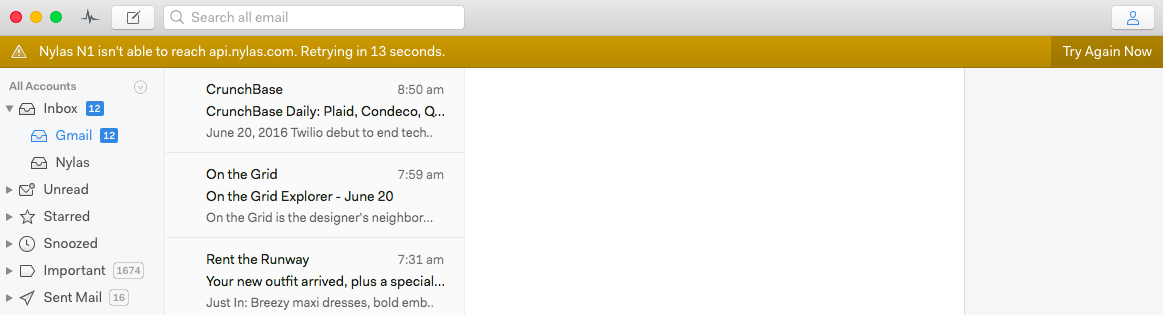 Search all email
Nylas N1 isn't able to reach api.nylas.com. Retrying in 13 seconds.
Try Again Now
All Accounts
Inbox 12
Gmail 12
Nylas
Unread
Starred
Snoozed
Important 1674
Sent Mail 16
CrunchBase 8:50 am
CrunchBase Daily: Plaid, Condeco, Q...
June 20, 2016 Twilio debut to end tech..
On the Grid 7:59 am
On the Grid Explorer - June 20
On the Grid is the designer's neighbor...
Rent the Runway 7:31 am
Your new outfit arrived, plus a special...
Just In: Breezy maxi dresses, bold emb..